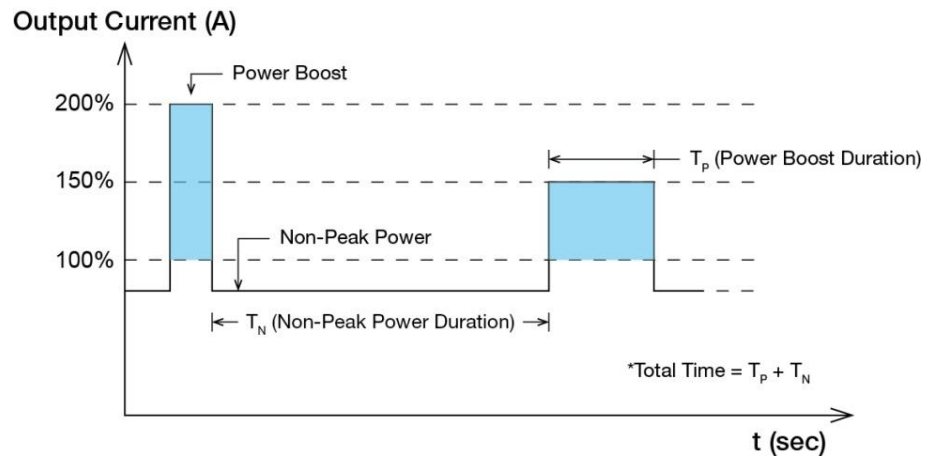 Output Current (A)
Power Boost
200%
T_P (Power Boost Duration)
150%
Non-Peak Power
100%
T_N (Non-Peak Power Duration)
*Total Time = T_P + T_N
t (sec)